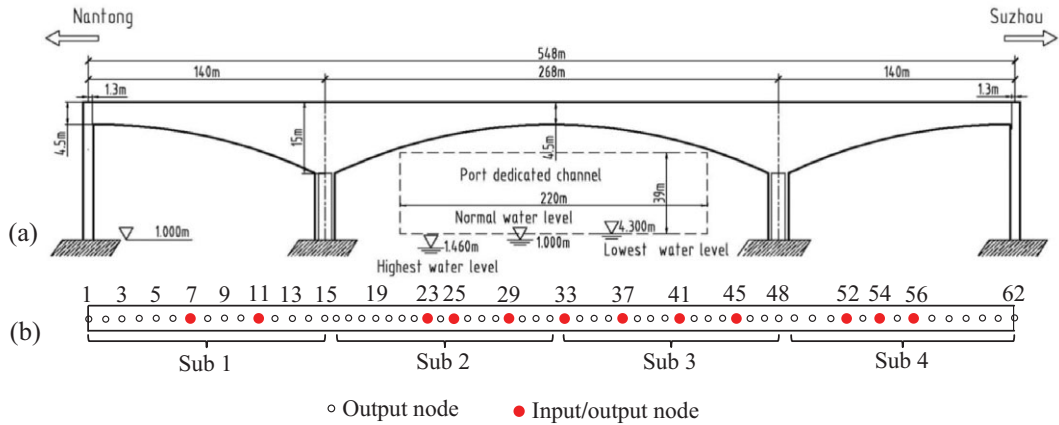 Nantong Suzhou
548m
140m 268m 140m
1.3m 1.3m
4.5m 15m 4.5m
Port dedicated channel
220m 39m
Normal water level
(a) 1.000m 1.460m 1.000m 4.300m
Highest water level Lowest water level
1 3 5 7 9 11 13 15 19 23 25 29 33 37 41 45 48 52 54 56 62
(b)
Sub 1 Sub 2 Sub 3 Sub 4
Output node Input/output node